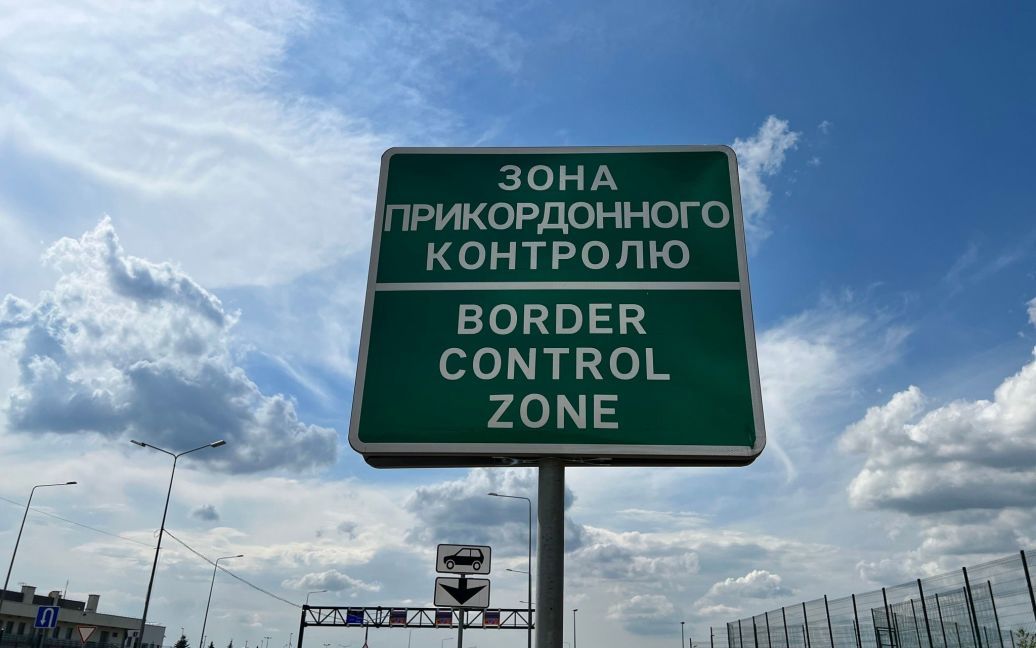 ЗОНА
ПРИКОРДОННОГО
КОНТРОЛЮ
BORDER
CONTROL
ZONE